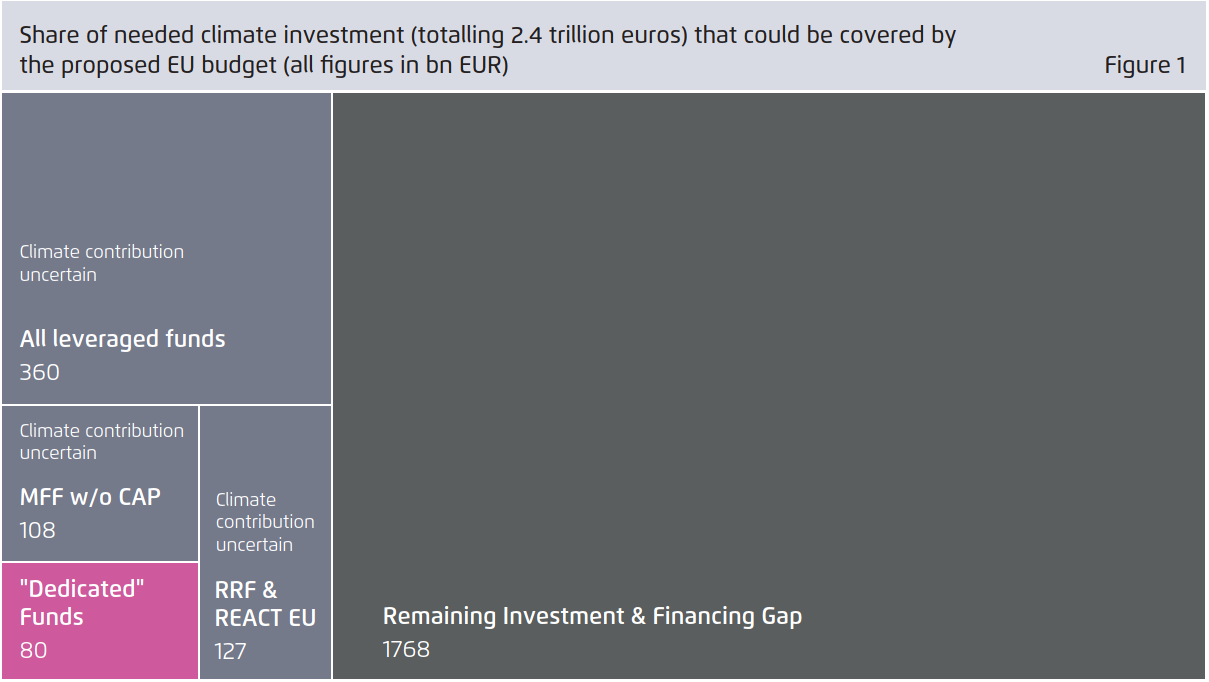 Share of needed climate investment (totalling 2.4 trillion euros) that could be covered by
the proposed EU budget (all figures in bn EUR)
Figure 1
Climate contribution
uncertain
All leveraged funds
360
Climate contribution
uncertain
MFF w/o CAP
108
"Dedicated"
Funds
80
Climate
contribution
uncertain
RRF &
REACT EU
127
Remaining Investment & Financing Gap
1768